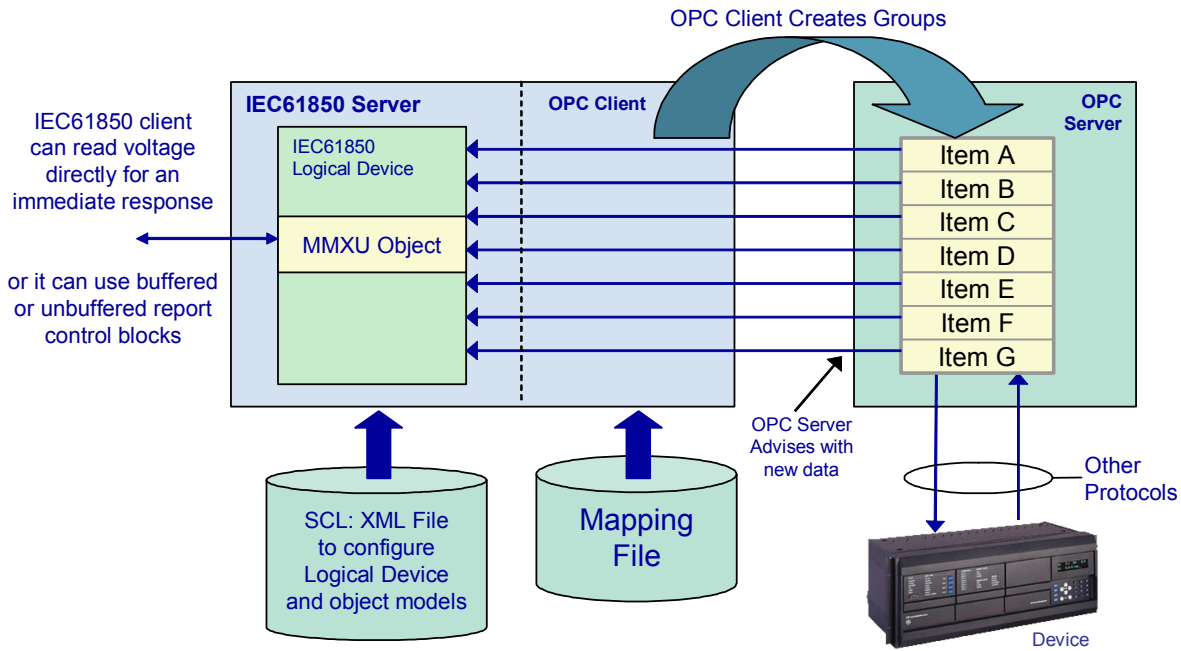 OPC Client Creates Groups
IEC61850 Server
OPC Client
OPC
Server
IEC61850 client
can read voltage
directly for an
immediate response
or it can use buffered
or unbuffered report
control blocks
IEC61850
Logical Device
MMXU Object
Item A
Item B
Item C
Item D
Item E
Item F
Item G
OPC Server
Advises with
new data
Other
Protocols
SCL: XML File
to configure
Logical Device
and object models
Mapping
File
Device